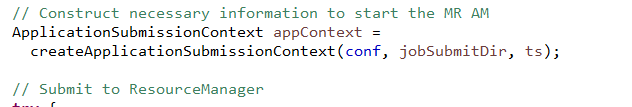 // Construct necessary information to start the MR AM
ApplicationSubmissionContext appContext =
createApplicationSubmissionContext(conf, jobSubmitDir, ts);
// Submit to ResourceManager
try {